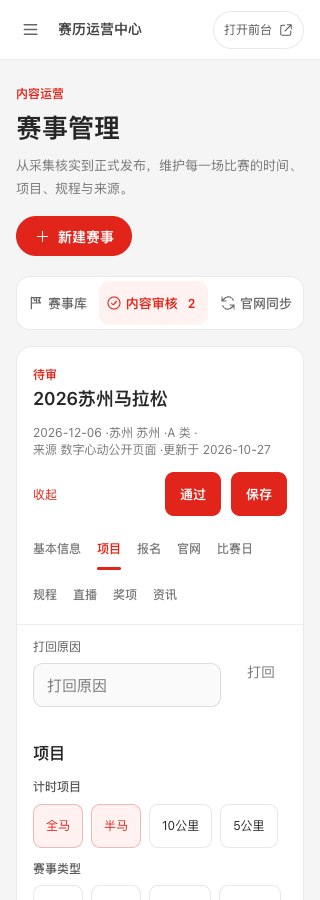 赛历运营中心
打开前台
内容运营
赛事管理
从采集核实到正式发布，维护每一场比赛的时间、
项目、规程与来源。
新建赛事
赛事库
内容审核 2
官网同步
待审
2026苏州马拉松
2026-12-06 ·苏州 苏州 ·A 类 ·
来源 数字心动公开页面 ·更新于 2026-10-27
收起
通过
保存
基本信息 项目 报名 官网 比赛日
规程 直播 奖项 资讯
打回原因
打回原因
打回
项目
计时项目
全马 半马 10公里 5公里
赛事类型